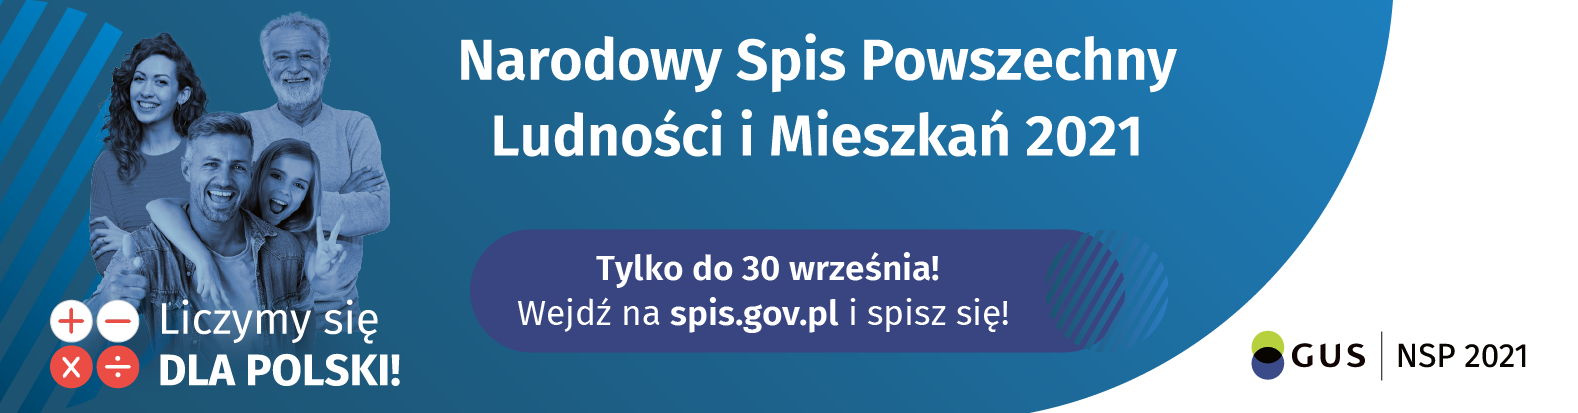 Narodowy Spis Powszechny
Ludności i Mieszkań 2021
Tylko do 30 września!
Wejdź na spis.gov.pl i spisz się!
+ −
x ÷
Liczymy się
DLA POLSKI!
GUS | NSP 2021